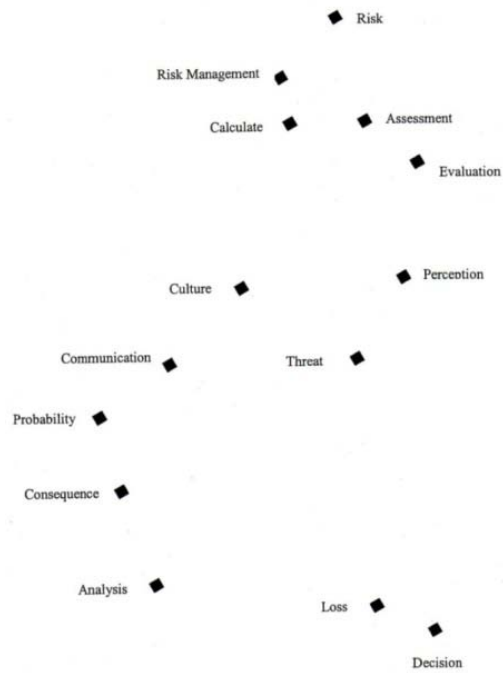 Risk
Risk Management
Calculate
Assessment
Evaluation
Perception
Culture
Communication
Threat
Probability
Consequence
Analysis
Loss
Decision